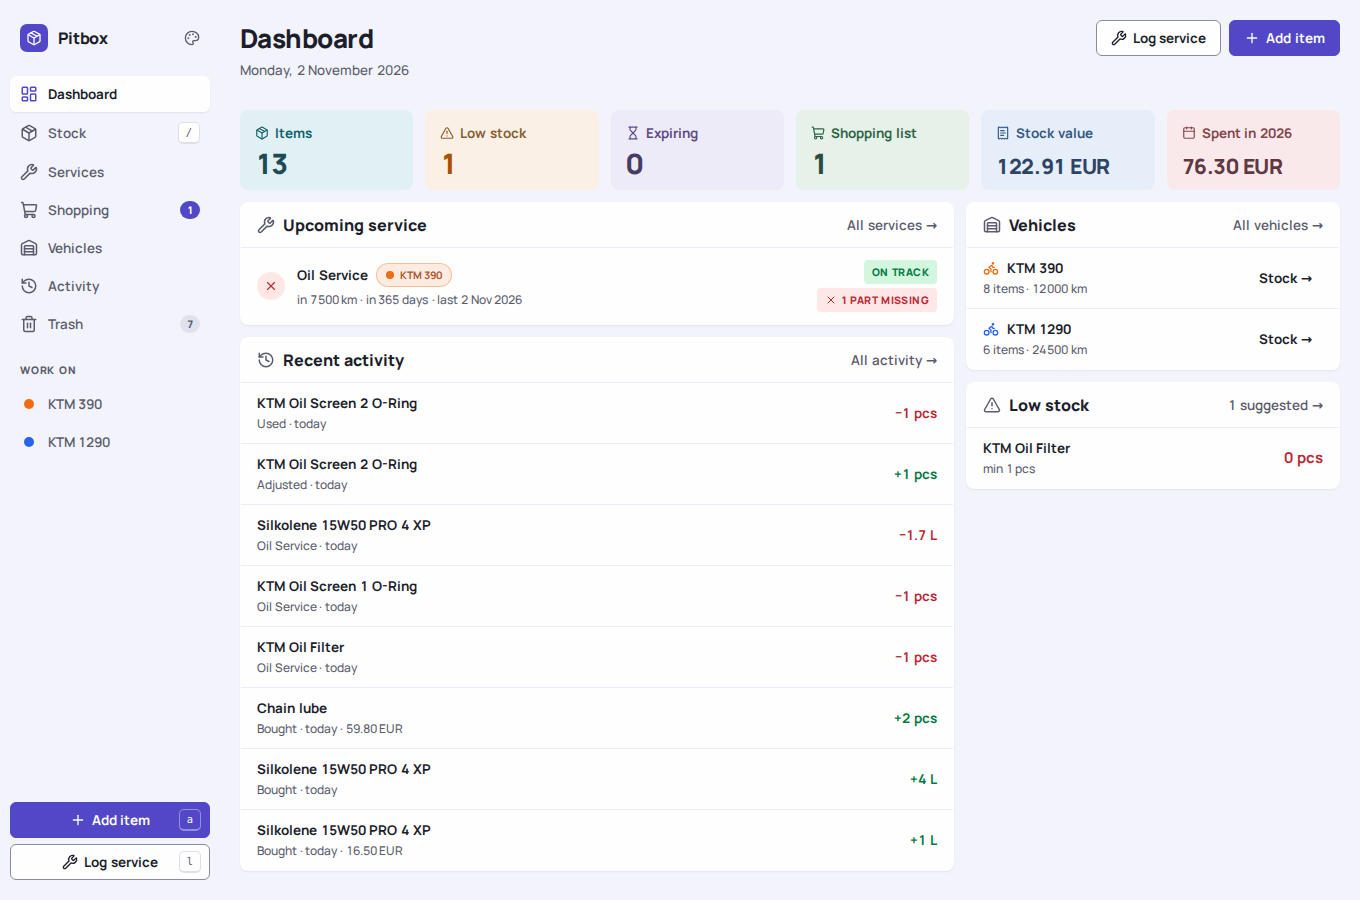 Pitbox
Dashboard
Stock /
Services
Shopping 1
Vehicles
Activity
Trash 7
WORK ON
KTM 390
KTM 1290
Add item a
Log service l
Dashboard
Monday, 2 November 2026
Log service
Add item
Items
13
Low stock
1
Expiring
0
Shopping list
1
Stock value
122.91 EUR
Spent in 2026
76.30 EUR
Upcoming service
All services →
Oil Service KTM 390
in 7500 km · in 365 days · last 2 Nov 2026
ON TRACK
1 PART MISSING
Recent activity
All activity →
KTM Oil Screen 2 O-Ring
Used · today
−1 pcs
KTM Oil Screen 2 O-Ring
Adjusted · today
+1 pcs
Silkolene 15W50 PRO 4 XP
Oil Service · today
−1.7 L
KTM Oil Screen 1 O-Ring
Oil Service · today
−1 pcs
KTM Oil Filter
Oil Service · today
−1 pcs
Chain lube
Bought · today · 59.80 EUR
+2 pcs
Silkolene 15W50 PRO 4 XP
Bought · today
+4 L
Silkolene 15W50 PRO 4 XP
Bought · today · 16.50 EUR
+1 L
Vehicles
All vehicles →
KTM 390
8 items · 12000 km
Stock →
KTM 1290
6 items · 24500 km
Stock →
Low stock
1 suggested →
KTM Oil Filter
min 1 pcs
0 pcs